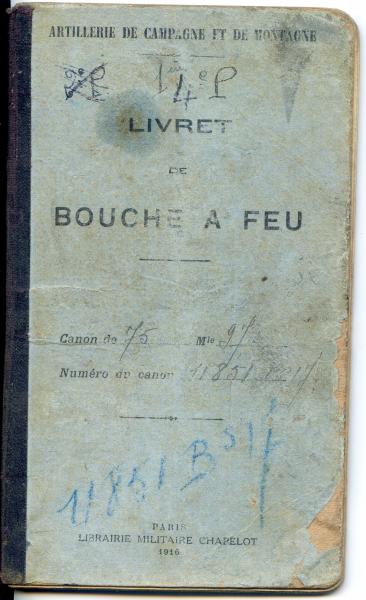 ARTILLERIE DE CAMPAGNE ET DE MONTAGNE
4e P
LIVRET
DE
BOUCHE A FEU
Canon de 75 Mle 97
Numéro du canon 11851
11851 B
PARIS
LIBRAIRIE MILITAIRE CHAPELOT
1916